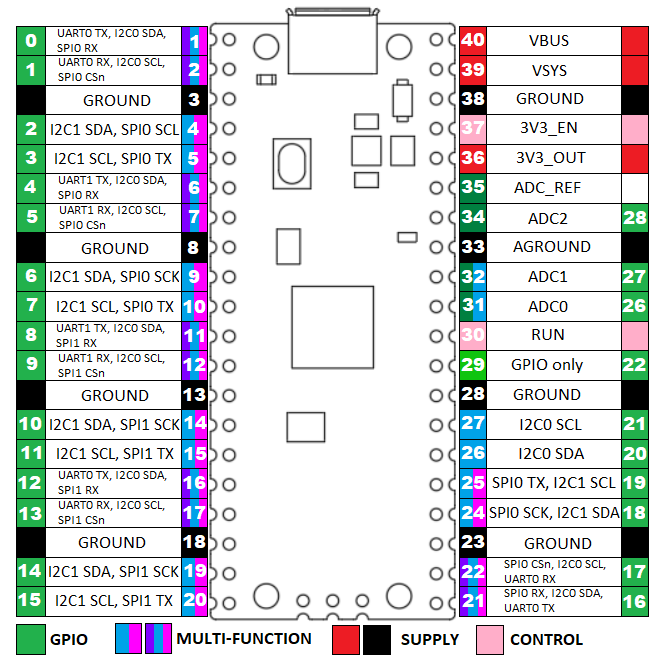 0 UART0 TX, I2C0 SDA, 1
SPI0 RX
1 UART0 RX, I2C0 SCL, 2
SPI0 CSn
GROUND 3
2 I2C1 SDA, SPI0 SCL 4
3 I2C1 SCL, SPI0 TX 5
4 UART1 TX, I2C0 SDA, 6
SPI0 RX
5 UART1 RX, I2C0 SCL, 7
SPI0 CSn
GROUND 8
6 I2C1 SDA, SPI0 SCK 9
7 I2C1 SCL, SPI0 TX 10
8 UART1 TX, I2C0 SDA, 11
SPI1 RX
9 UART1 RX, I2C0 SCL, 12
SPI1 CSn
GROUND 13
10 I2C1 SDA, SPI1 SCK 14
11 I2C1 SCL, SPI1 TX 15
12 UART0 TX, I2C0 SDA, 16
SPI1 RX
13 UART0 RX, I2C0 SCL, 17
SPI1 CSn
GROUND 18
14 I2C1 SDA, SPI1 SCK 19
15 I2C1 SCL, SPI1 TX 20
40 VBUS
39 VSYS
38 GROUND
37 3V3_EN
36 3V3_OUT
35 ADC_REF
34 ADC2 28
33 AGROUND
32 ADC1 27
31 ADC0 26
30 RUN
29 GPIO only 22
28 GROUND
27 I2C0 SCL 21
26 I2C0 SDA 20
25 SPI0 TX, I2C1 SCL 19
24 SPI0 SCK, I2C1 SDA 18
23 GROUND
22 SPI0 CSn, I2C0 SCL, 17
UART0 RX
21 SPI0 RX, I2C0 SDA, 16
UART0 TX
GPIO MULTI-FUNCTION SUPPLY CONTROL